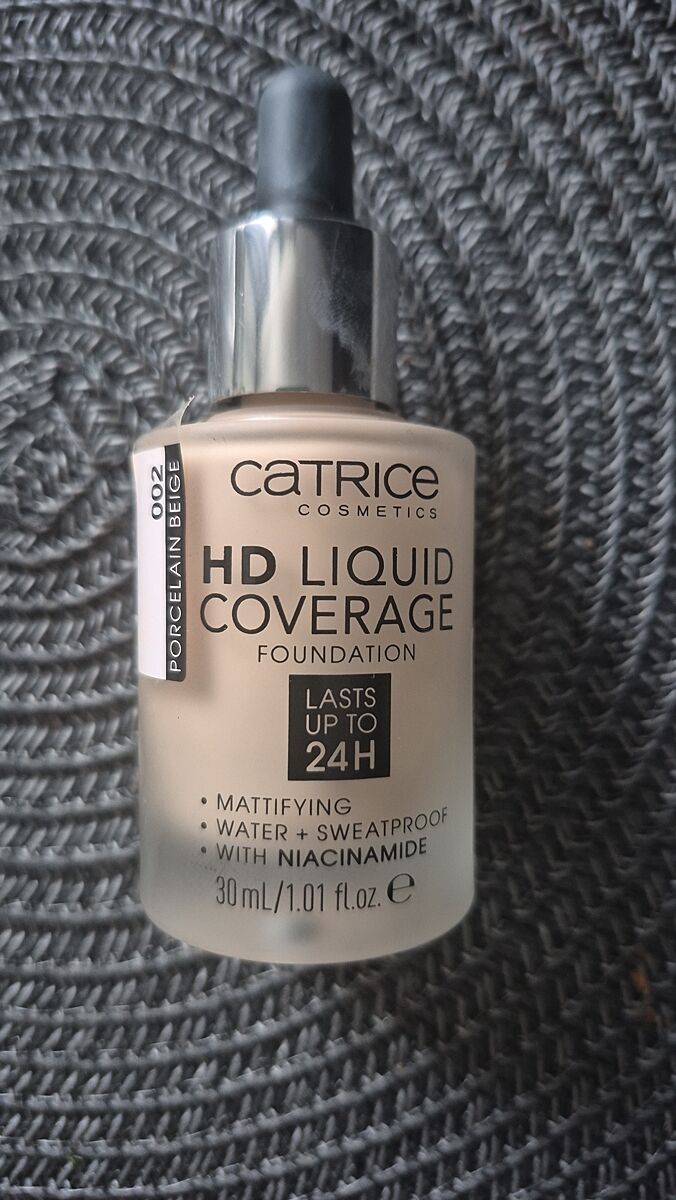 CATRICE
COSMETICS
HD LIQUID
COVERAGE
FOUNDATION
LASTS
UP TO
24H
• MATTIFYING
• WATER + SWEATPROOF
• WITH NIACINAMIDE
30 mL/1.01 fl.oz. e
002
PORCELAIN BEIGE